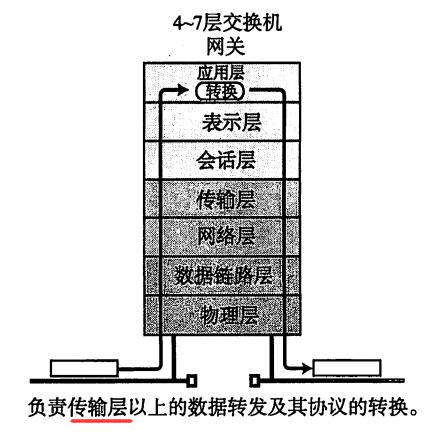 4~7层交换机
网关
应用层
转换
表示层
会话层
传输层
网络层
数据链路层
物理层
负责传输层以上的数据转发及其协议的转换。